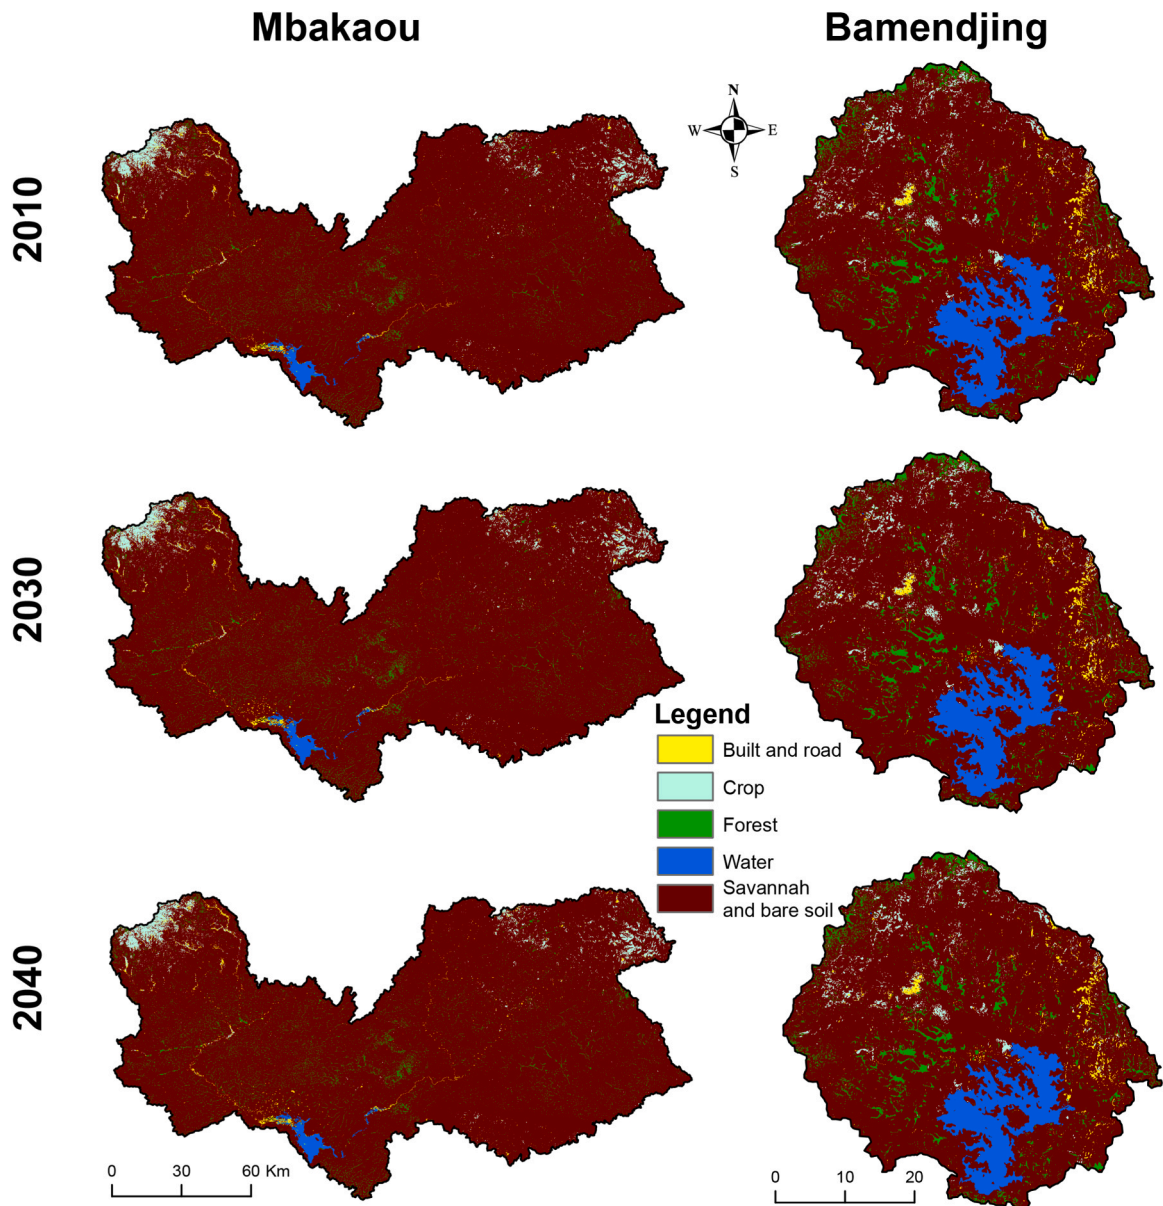 Mbakaou
Bamendjing
N
W E
S
2010
2030
Legend
Built and road
Crop
Forest
Water
Savannah
and bare soil
2040
0 30 60 Km
0 10 20